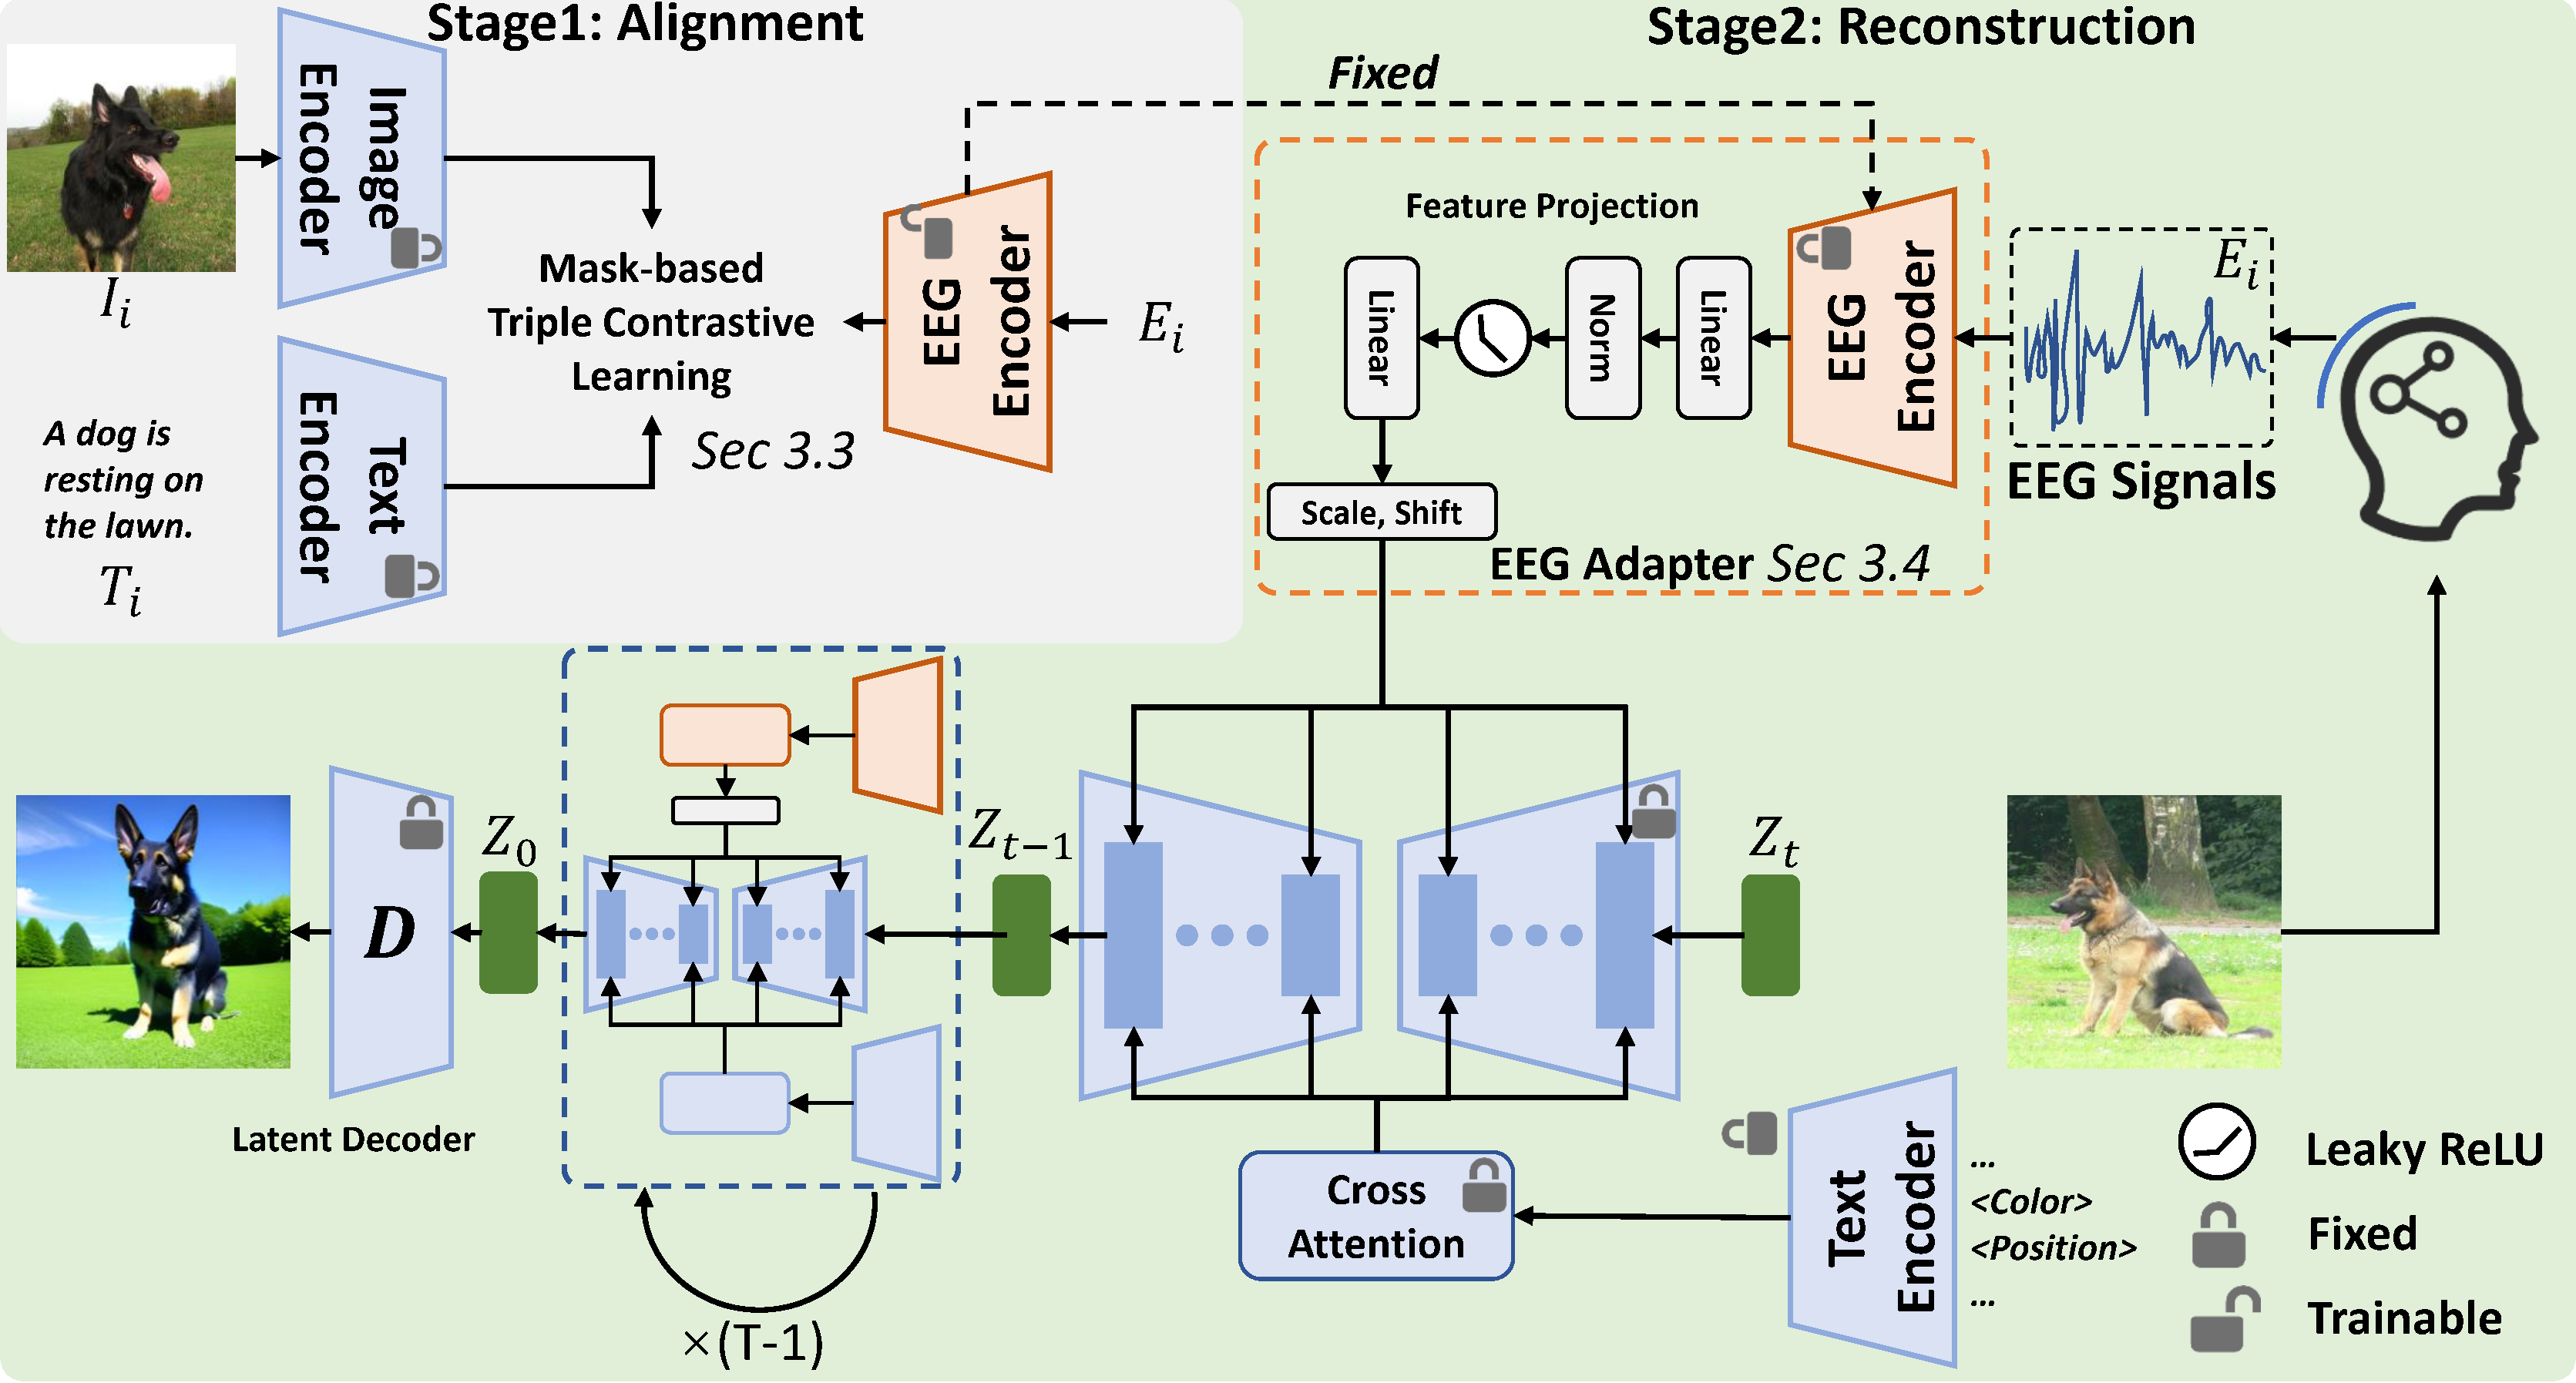 Stage1: Alignment
Stage2: Reconstruction
Image
Encoder
I_i
Text
Encoder
A dog is
resting on
the lawn.
T_i
Mask-based
Triple Contrastive
Learning
Sec 3.3
EEG
Encoder
E_i
Fixed
Feature Projection
Linear
Norm
Linear
EEG
Encoder
E_i
EEG Signals
Scale, Shift
EEG Adapter Sec 3.4
D
Latent Decoder
Z_0
×(T-1)
Z_{t−1}
Z_t
Cross
Attention
Text
Encoder
...
<Color>
<Position>
...
Leaky ReLU
Fixed
Trainable